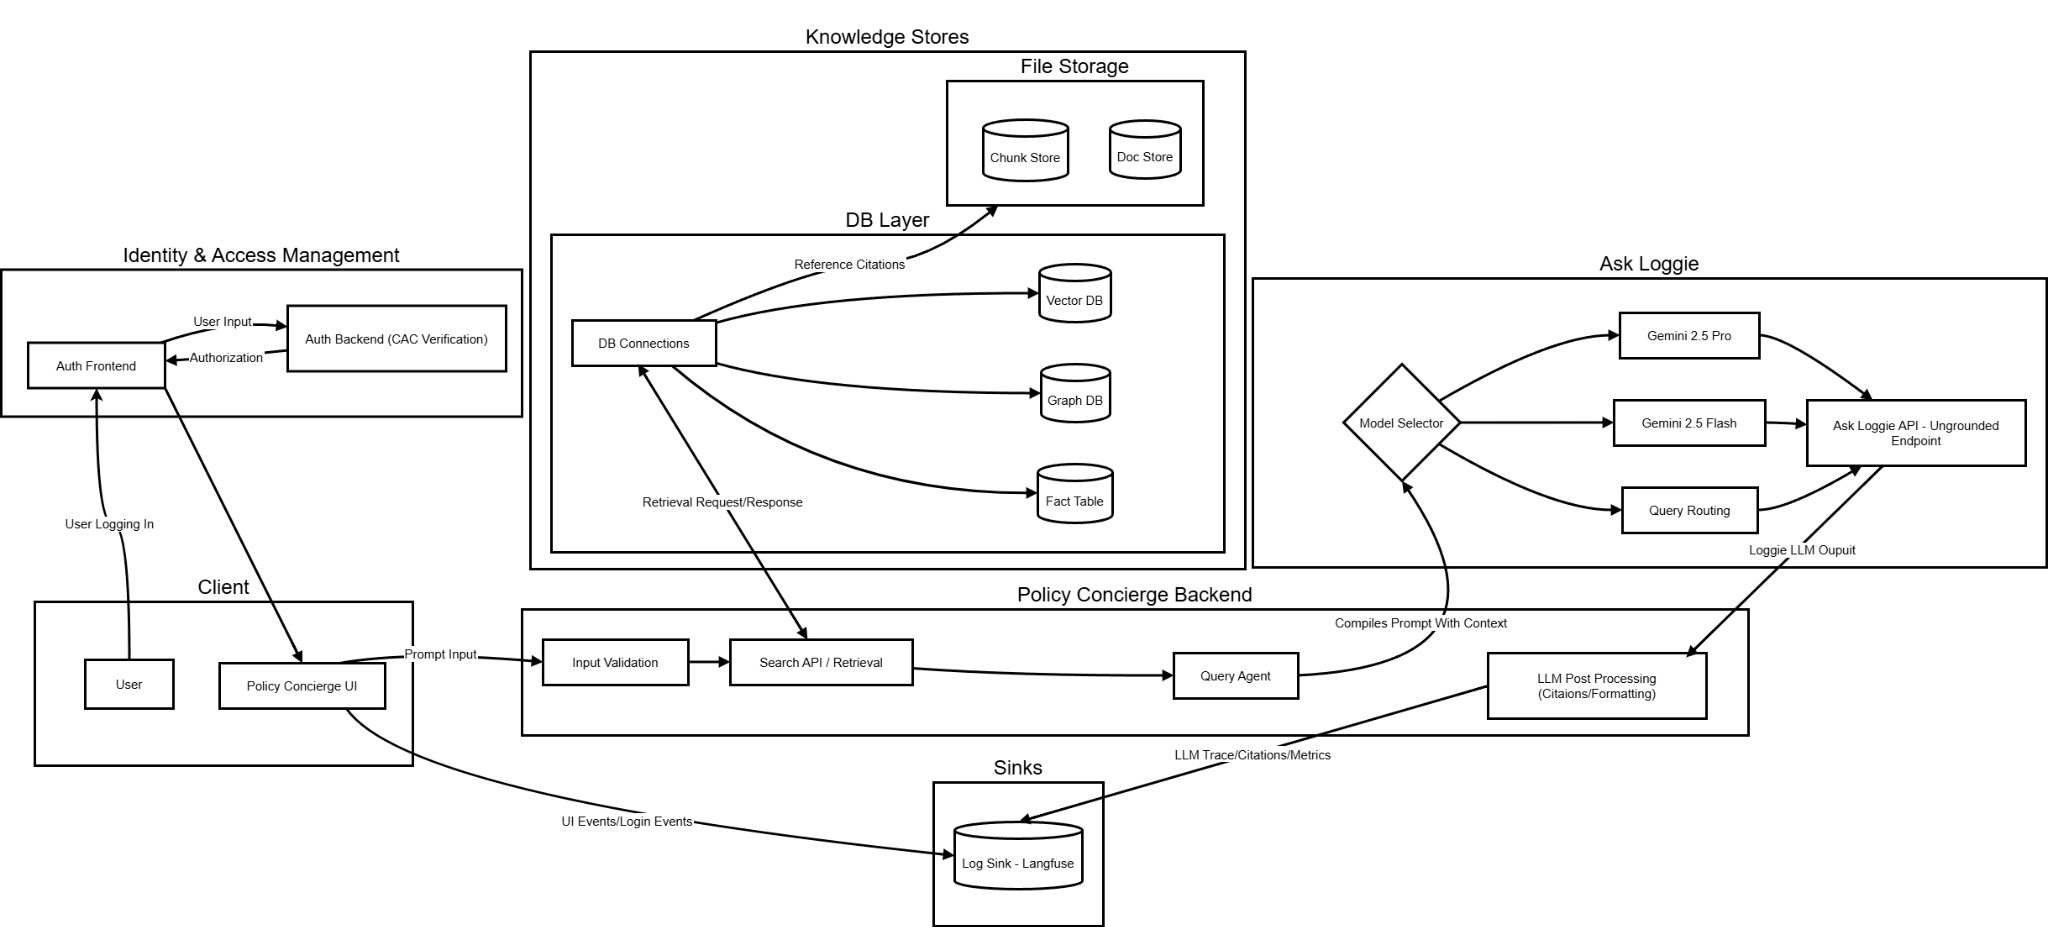 Knowledge Stores
File Storage
Chunk Store
Doc Store
DB Layer
Reference Citations
Vector DB
DB Connections
Graph DB
Fact Table
Retrieval Request/Response
Identity & Access Management
User Input
Auth Backend (CAC Verification)
Authorization
Auth Frontend
User Logging In
Ask Loggie
Gemini 2.5 Pro
Model Selector
Gemini 2.5 Flash
Ask Loggie API - Ungrounded
Endpoint
Query Routing
Loggie LLM Oupuit
Client
User
Policy Concierge UI
Prompt Input
Policy Concierge Backend
Input Validation
Search API / Retrieval
Query Agent
Compiles Prompt With Context
LLM Post Processing
(Citaions/Formatting)
LLM Trace/Citations/Metrics
Sinks
UI Events/Login Events
Log Sink - Langfuse